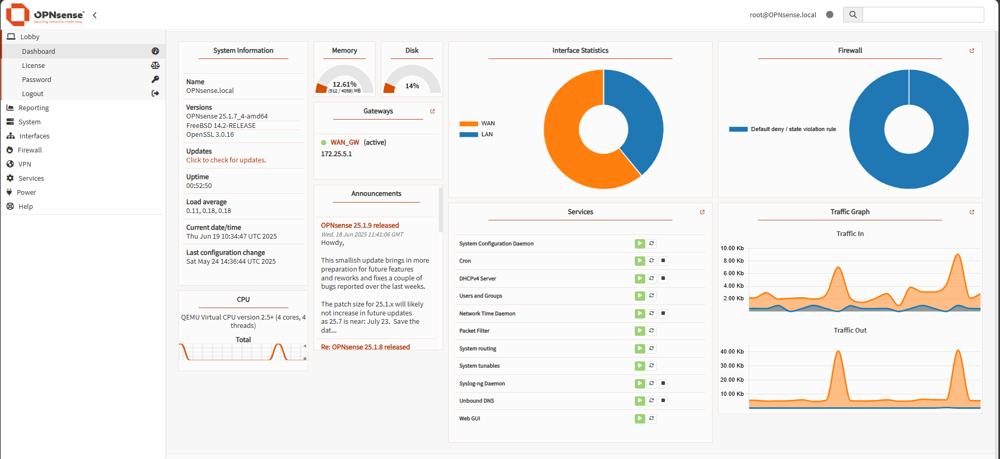 OPNsense®
Securing networks made easy
root@OPNsense.local
Lobby
Dashboard
License
Password
Logout
Reporting
System
Interfaces
Firewall
VPN
Services
Power
Help
System Information
Name
OPNsense.local
Versions
OPNsense 25.1.7_4-amd64
FreeBSD 14.2-RELEASE
OpenSSL 3.0.16
Updates
Click to check for updates.
Uptime
00:52:50
Load average
0.11, 0.18, 0.18
Current date/time
Thu Jun 19 10:34:47 UTC 2025
Last configuration change
Sat May 24 14:36:44 UTC 2025
CPU
QEMU Virtual CPU version 2.5+ (4 cores, 4
threads)
Total
4
0
Memory
12.61%
(512 / 4059) MB
Disk
14%
Gateways
WAN_GW (active)
172.25.5.1
Announcements
OPNsense 25.1.9 released
Wed, 18 Jun 2025 11:41:06 GMT
Howdy,
This smallish update brings in more
preparation for future features
and reworks and fixes a couple of
bugs reported over the last weeks.
The patch size for 25.1.x will likely
not increase in future updates
as 25.7 is near: July 23. Save the
dat...
Re: OPNsense 25.1.8 released
Interface Statistics
WAN
LAN
Services
System Configuration Daemon
Cron
DHCPv4 Server
Users and Groups
Network Time Daemon
Packet Filter
System routing
System tunables
Syslog-ng Daemon
Unbound DNS
Web GUI
Firewall
Default deny / state violation rule
Traffic Graph
Traffic In
10.00 Kb
8.00 Kb
6.00 Kb
4.00 Kb
2.00 Kb
Traffic Out
40.00 Kb
30.00 Kb
20.00 Kb
10.00 Kb